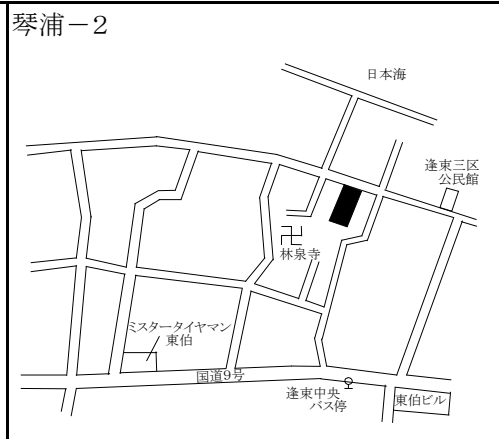 琴浦－2
日本海
逢東三区
公民館
林泉寺
ミスタータイヤマン
東伯
国道9号
逢東中央
バス停
東伯ビル